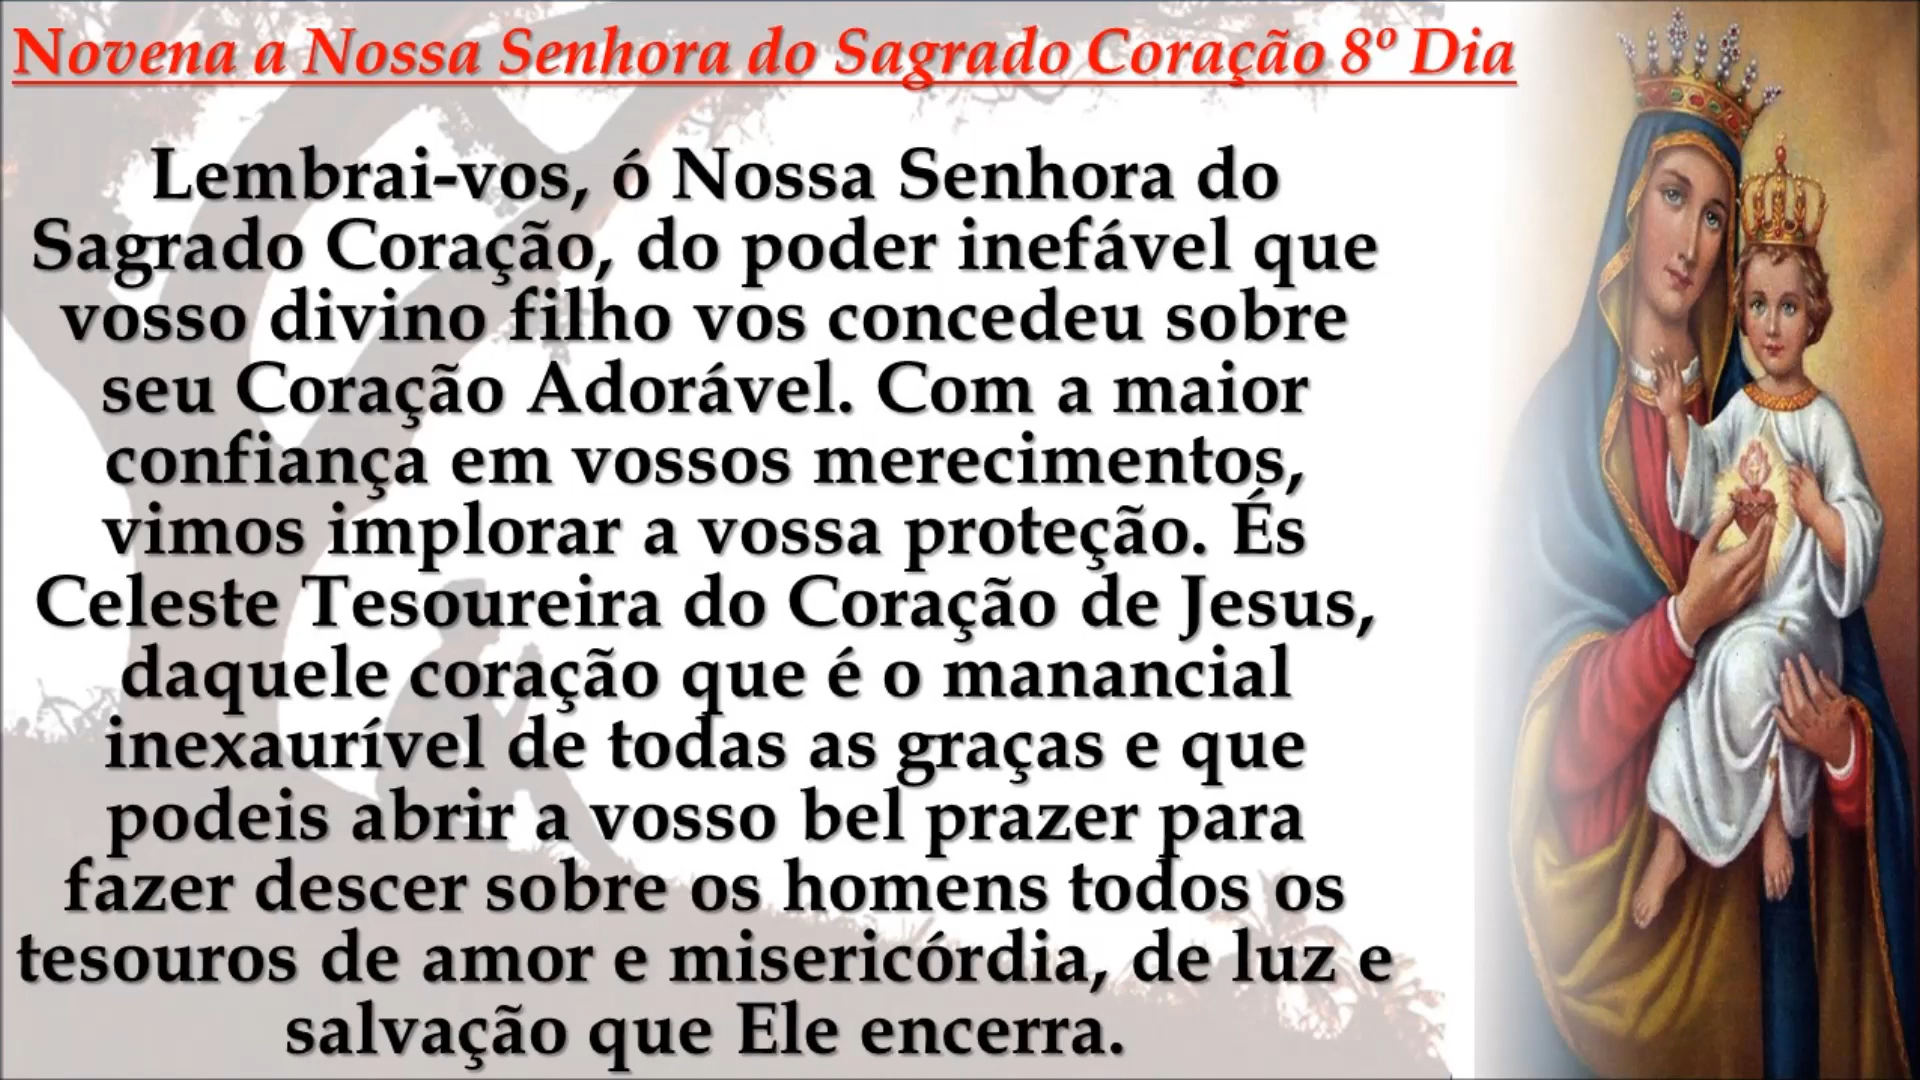 Novena a Nossa Senhora do Sagrado Coração 8º Dia
Lembrai-vos, ó Nossa Senhora do
Sagrado Coração, do poder inefável que
vosso divino filho vos concedeu sobre
seu Coração Adorável. Com a maior
confiança em vossos merecimentos,
vimos implorar a vossa proteção. És
Celeste Tesoureira do Coração de Jesus,
daquele coração que é o manancial
inexaurível de todas as graças e que
podeis abrir a vosso bel prazer para
fazer descer sobre os homens todos os
tesouros de amor e misericórdia, de luz e
salvação que Ele encerra.